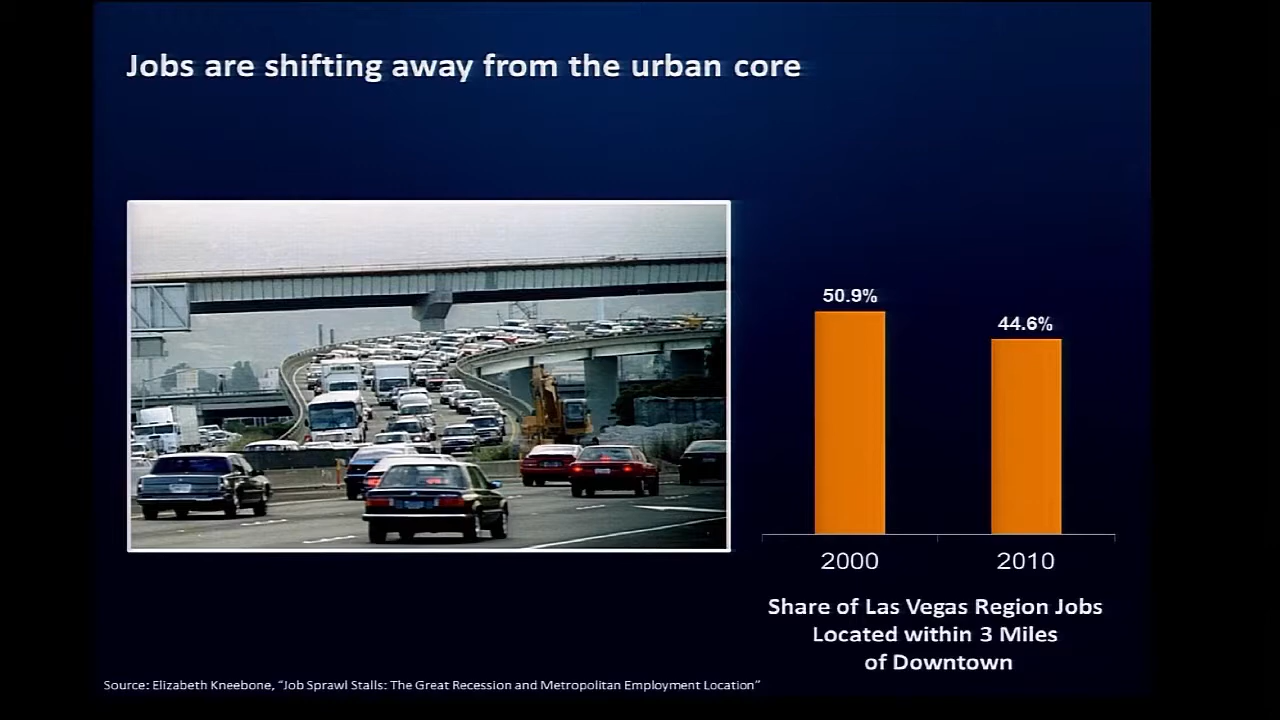 Jobs are shifting away from the urban core
50.9%
44.6%
2000
2010
Share of Las Vegas Region Jobs
Located within 3 Miles
of Downtown
Source: Elizabeth Kneebone, “Job Sprawl Stalls: The Great Recession and Metropolitan Employment Location”